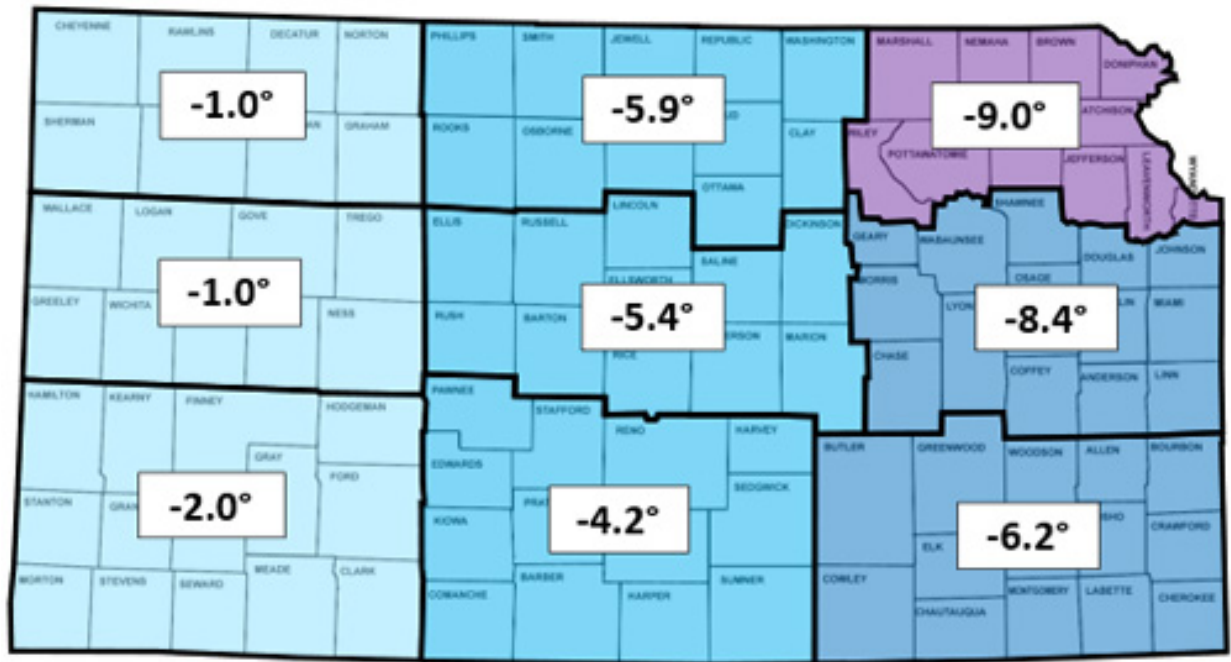 CHEYENNE RAWLINS DECATUR NORTON PHILLIPS SMITH JEWELL REPUBLIC WASHINGTON MARSHALL NEMAHA BROWN
DONIPHAN
-1.0° -5.9° -9.0°
ATCHISON
SHERMAN GRAHAM ROOKS OSBORNE CLAY RILEY
POTTAWATOMIE JEFFERSON LEAVENWORTH
OTTAWA
WALLACE LOGAN GOVE TREGO ELLIS RUSSELL LINCOLN DICKINSON GEARY WABAUNSEE SHAWNEE
DOUGLAS JOHNSON
SALINE
ELLSWORTH MORRIS OSAGE
-1.0° -5.4° -8.4°
GREELEY WICHITA NESS RUSH BARTON MARION LYON MIAMI
RICE CHASE
COFFEY ANDERSON LINN
HAMILTON KEARNY FINNEY HODGEMAN PAWNEE STAFFORD
RENO HARVEY BUTLER GREENWOOD WOODSON ALLEN BOURBON
GRAY EDWARDS
FORD SEDGWICK
-2.0° -4.2° -6.2°
STANTON KIOWA CRAWFORD
ELK
MORTON STEVENS SEWARD MEADE CLARK COMANCHE BARBER HARPER SUMNER COWLEY
CHAUTAUQUA MONTGOMERY LABETTE CHEROKEE